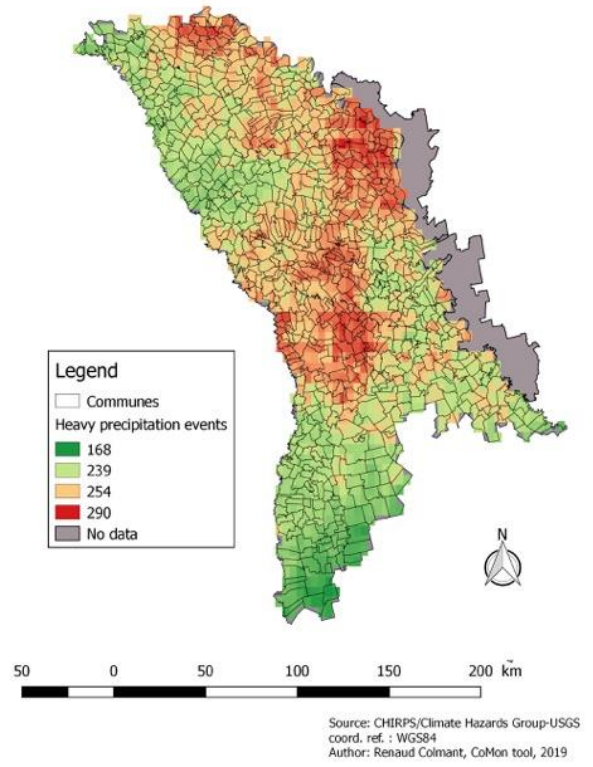 Legend
Communes
Heavy precipitation events
168
239
254
290
No data
N
50 0 50 100 150 200 km
Source: CHIRPS/Climate Hazards Group-USGS
coord. ref. : WGS84
Author: Renaud Colmant, CoMon tool, 2019